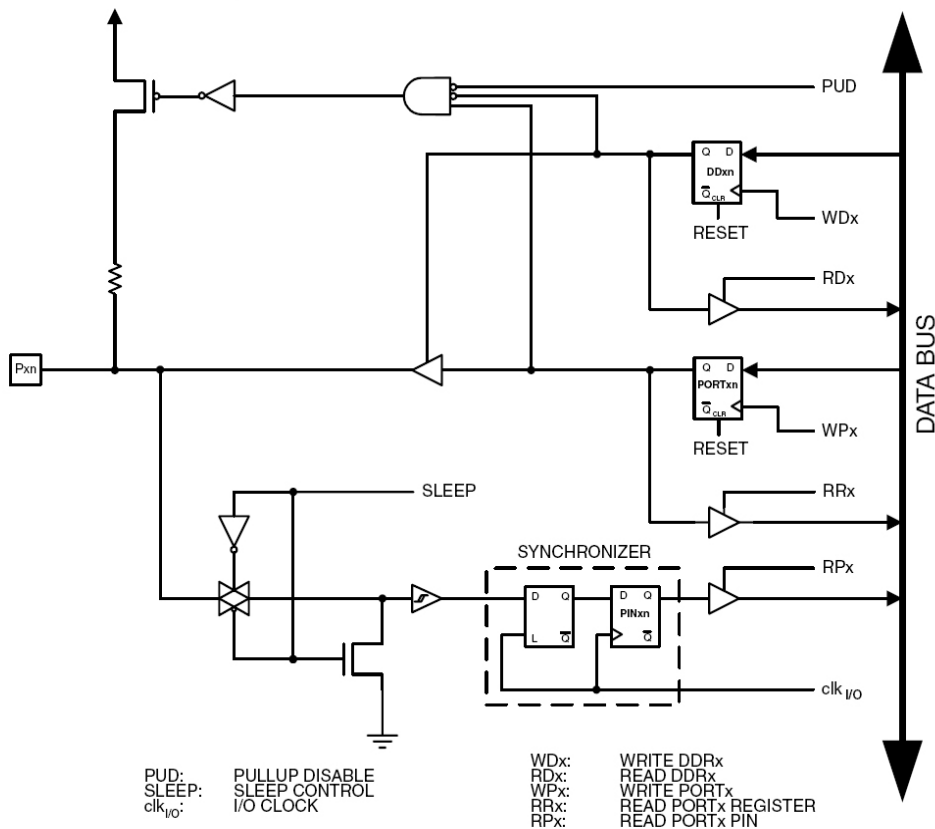 PUD
Q D
DDxn
Q CLR
WDx
RESET
RDx
DATA BUS
Pxn
Q D
PORTxn
Q CLR
WPx
RESET
SLEEP
RRx
SYNCHRONIZER
RPx
D Q
L Q
D Q
PINxn
Q
clk I/O
PUD: PULLUP DISABLE
SLEEP: SLEEP CONTROL
clk I/O: I/O CLOCK
WDx: WRITE DDRx
RDx: READ DDRx
WPx: WRITE PORTx
RRx: READ PORTx REGISTER
RPx: READ PORTx PIN